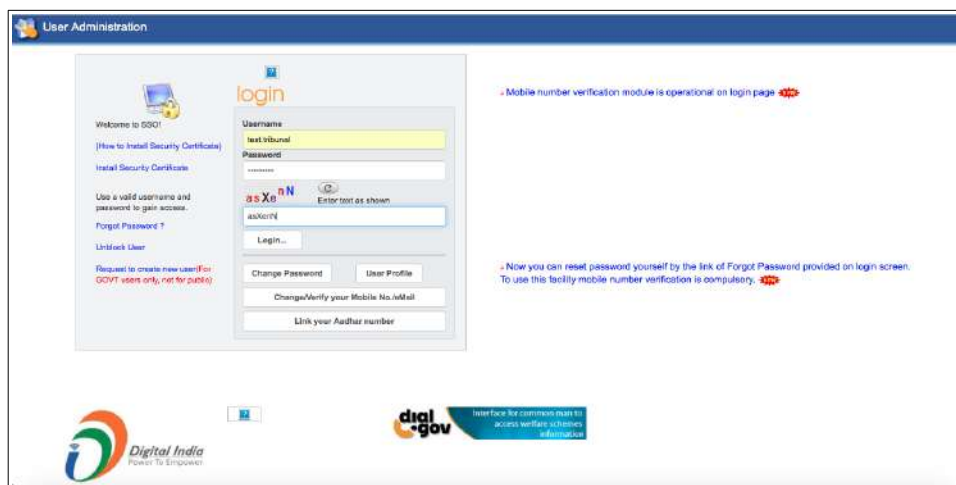 User Administration
login
Welcome to SSO!
(How to Install Security Certificate)
Install Security Certificate
Use a valid username and
password to gain access.
Forgot Password ?
Unblock User
Request to create new user(For
GOVT users only, not for public)
Username
test.tribunal
Password
asXenN
Enter text as shown
asXenN
Login...
Change Password
User Profile
Change/Verify your Mobile No./eMail
Link your Aadhar number
Mobile number verification module is operational on login page
Now you can reset password yourself by the link of Forgot Password provided on login screen.
To use this facility mobile number verification is compulsory.
Digital India
Power To Empower
dial
.gov
Interface for common man to
access welfare schemes
information